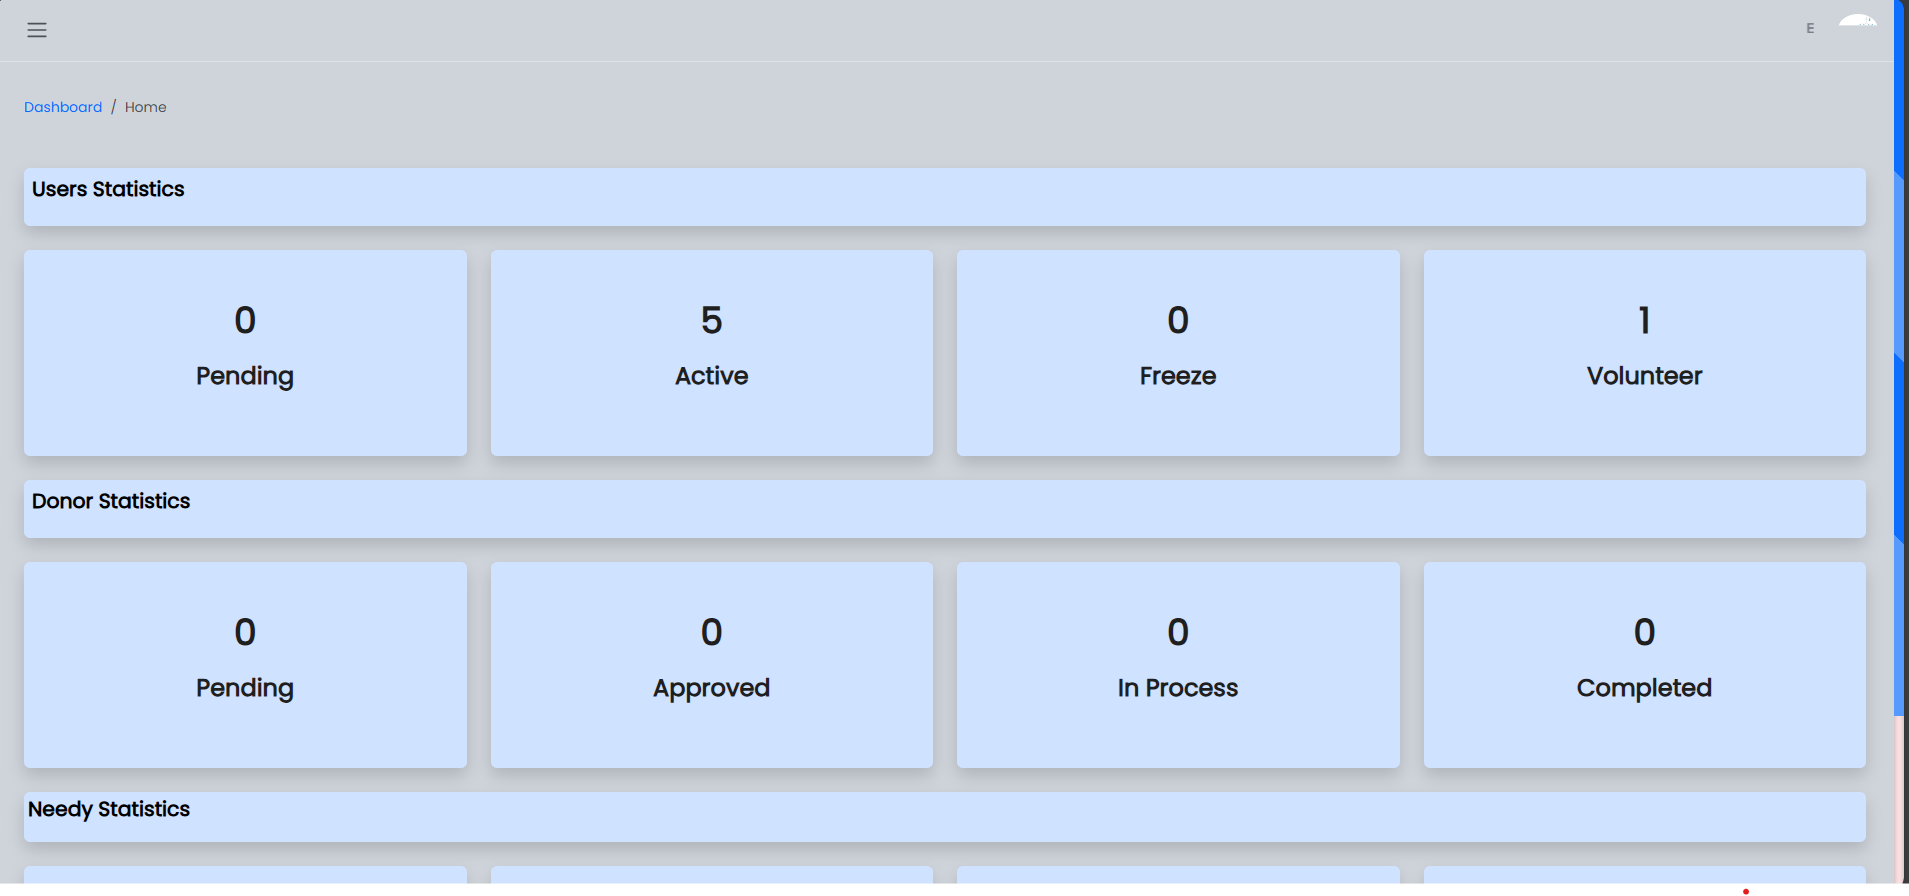 E
Dashboard / Home
Users Statistics
0
Pending
5
Active
0
Freeze
1
Volunteer
Donor Statistics
0
Pending
0
Approved
0
In Process
0
Completed
Needy Statistics